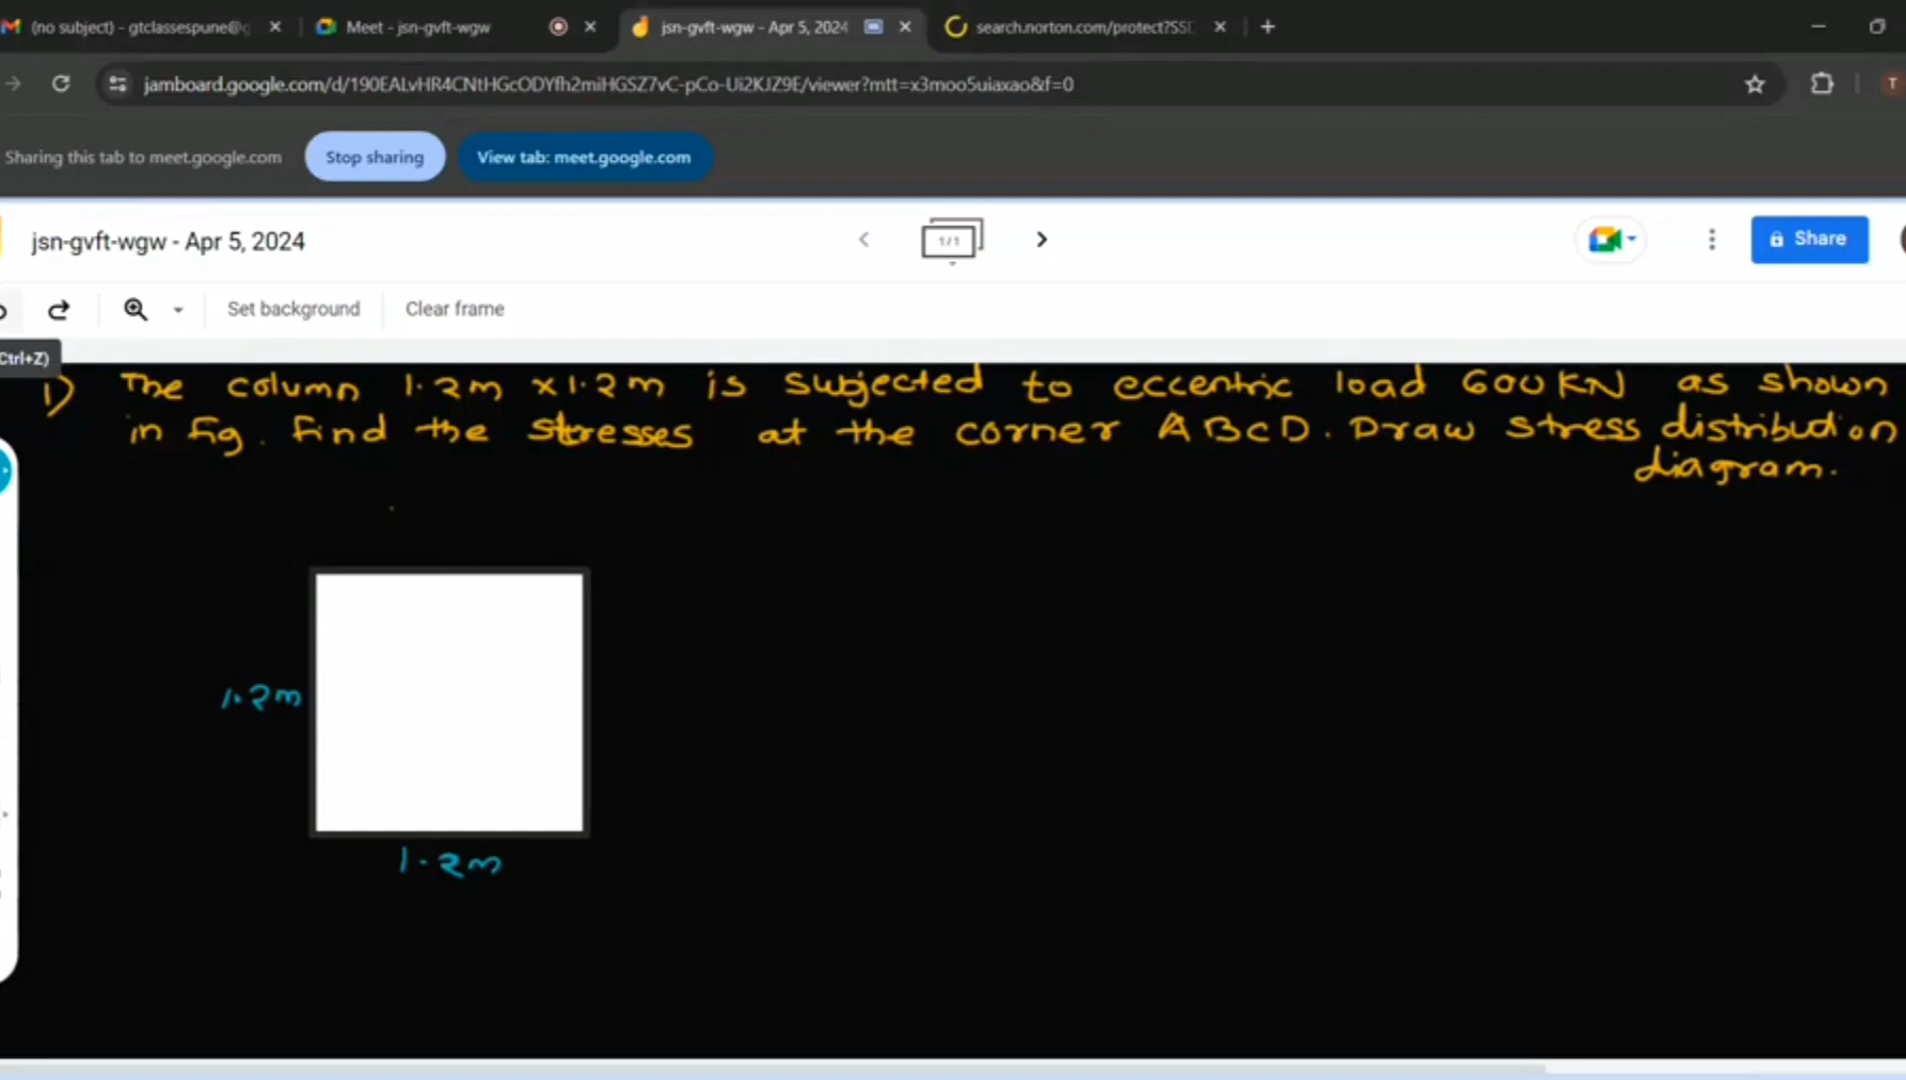 (no subject) - gtclassespune@g
Meet - jsn-gvft-wgw
jsn-gvft-wgw - Apr 5, 2024
search.norton.com/protect?SSI
jamboard.google.com/d/190EALvHR4CNtHGcODYfh2miHGSZ7vC-pCo-Ui2KJZ9E/viewer?mtt=x3moo5uiaxao&f=0
T
Sharing this tab to meet.google.com
Stop sharing
View tab: meet.google.com
jsn-gvft-wgw - Apr 5, 2024
1/1
Share
Set background
Clear frame
Ctrl+Z)
1) The column 1.2m x1.2m is subjected to eccentric load 600KN as shown
in fig. Find the stresses at the corner ABCD. Draw stress distribution
diagram.
1.2m
1.2m